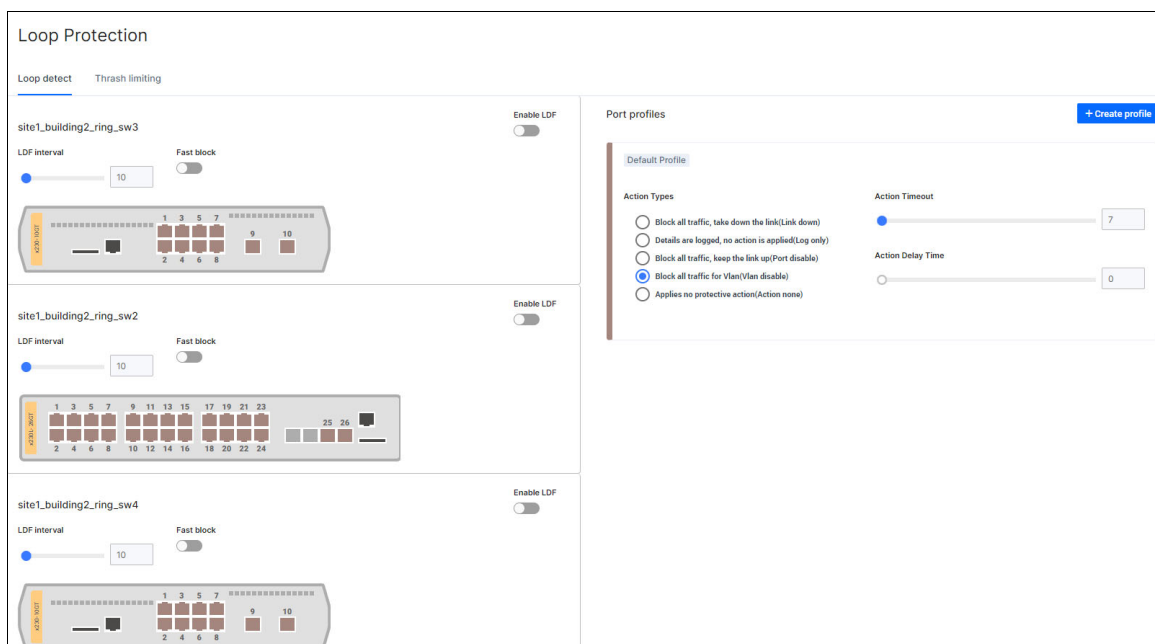 Loop Protection
Loop detect Thrash limiting
site1_building2_ring_sw3
Enable LDF
LDF interval Fast block
10
x230-10GT
1 3 5 7
9 10
2 4 6 8
site1_building2_ring_sw2
Enable LDF
LDF interval Fast block
10
1 3 5 7 9 11 13 15 17 19 21 23
25 26
x230L-26GT
2 4 6 8 10 12 14 16 18 20 22 24
site1_building2_ring_sw4
Enable LDF
LDF interval Fast block
10
x230-10GT
1 3 5 7
9 10
2 4 6 8
Port profiles
+ Create profile
Default Profile
Action Types
Block all traffic, take down the link(Link down)
Details are logged, no action is applied(Log only)
Block all traffic, keep the link up(Port disable)
Block all traffic for Vlan(Vlan disable)
Applies no protective action(Action none)
Action Timeout
7
Action Delay Time
0